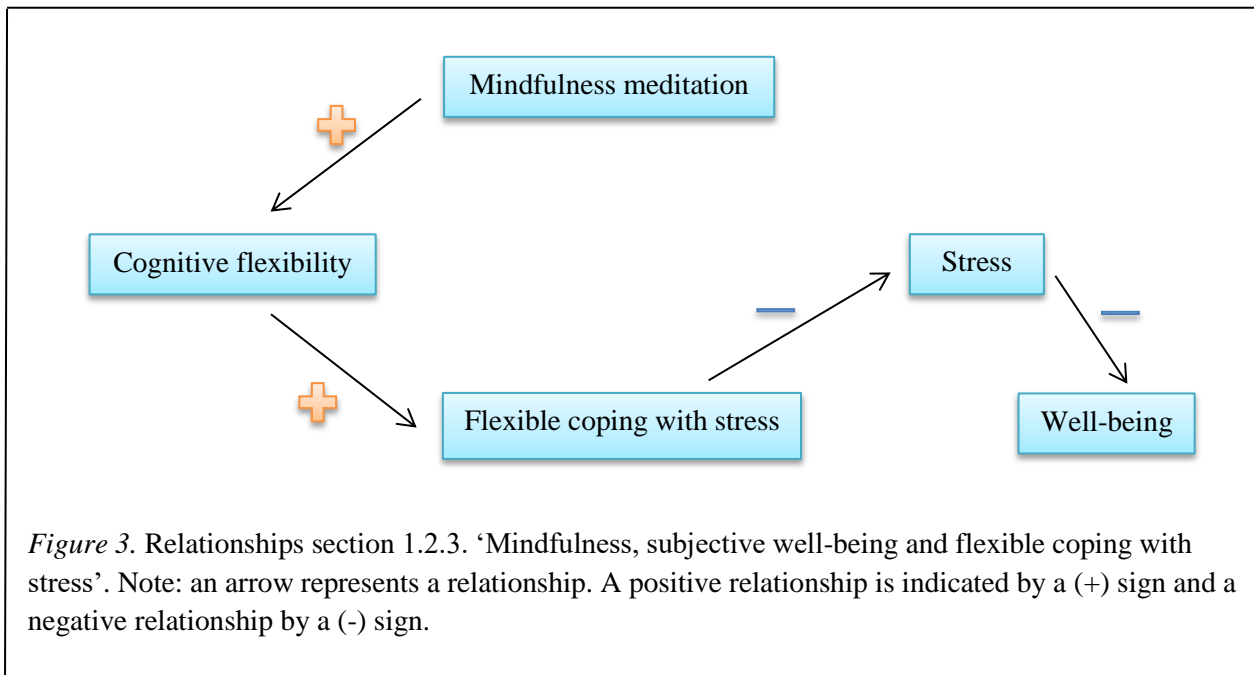 Mindfulness meditation
Cognitive flexibility
Stress
Flexible coping with stress
Well-being
Figure 3. Relationships section 1.2.3. ‘Mindfulness, subjective well-being and flexible coping with
stress’. Note: an arrow represents a relationship. A positive relationship is indicated by a (+) sign and a
negative relationship by a (-) sign.